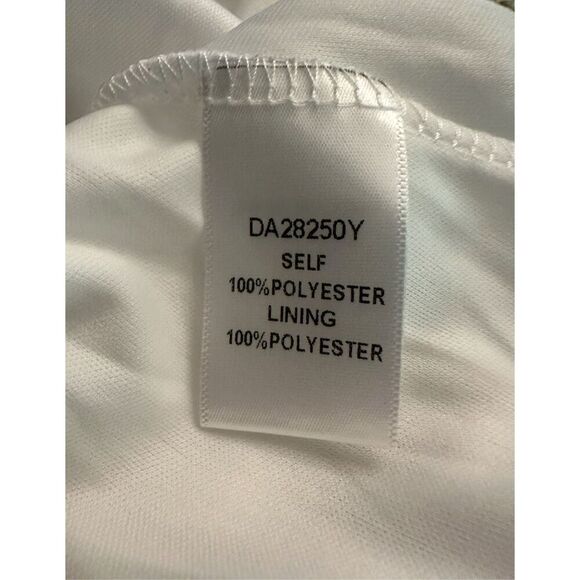 DA28250Y
SELF
100%POLYESTER
LINING
100%POLYESTER